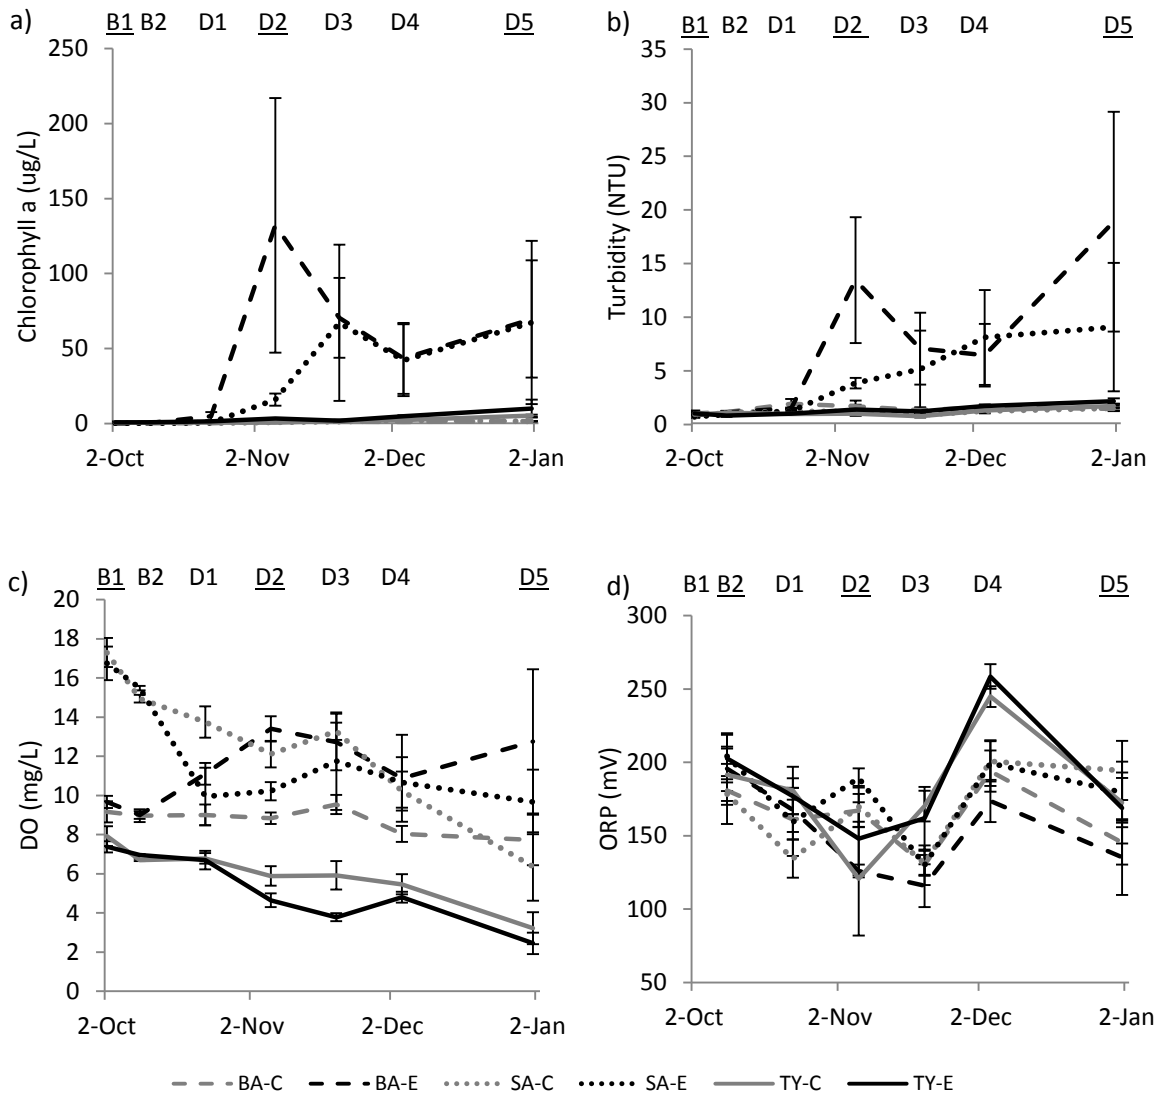 a) B1 B2 D1 D2 D3 D4 D5
250
200
150
100
50
0
Chlorophyll a (ug/L)
2-Oct 2-Nov 2-Dec 2-Jan
b) B1 B2 D1 D2 D3 D4 D5
35
30
25
20
15
10
5
0
Turbidity (NTU)
2-Oct 2-Nov 2-Dec 2-Jan
c) B1 B2 D1 D2 D3 D4 D5
20
18
16
14
12
10
8
6
4
2
0
DO (mg/L)
2-Oct 2-Nov 2-Dec 2-Jan
d) B1 B2 D1 D2 D3 D4 D5
300
250
200
150
100
50
ORP (mV)
2-Oct 2-Nov 2-Dec 2-Jan
BA-C BA-E SA-C SA-E TY-C TY-E